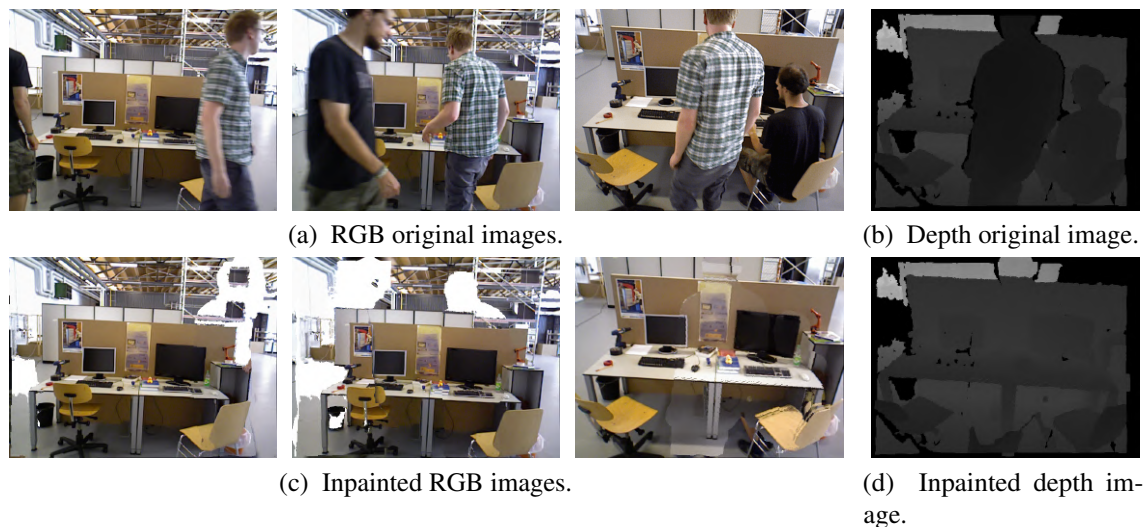 (a) RGB original images.
(b) Depth original image.
(c) Inpainted RGB images.
(d) Inpainted depth im-
age.